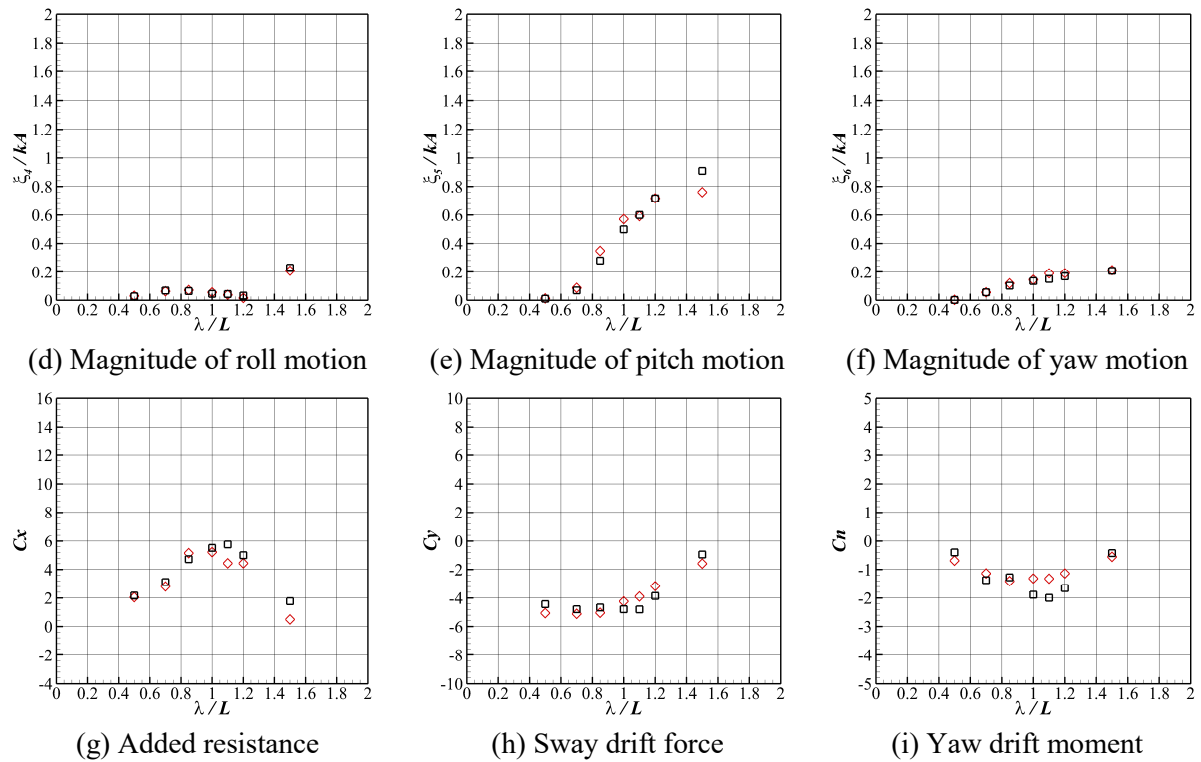 2 2 2
1.8 1.8 1.8
1.6 1.6 1.6
1.4 1.4 1.4
1.2 1.2 1.2
1 1 1
0.8 0.8 0.8
0.6 0.6 0.6
0.4 0.4 0.4
0.2 0.2 0.2
0 0 0
ξ4 / kA ξ5 / kA ξ6 / kA
0 0.2 0.4 0.6 0.8 1 1.2 1.4 1.6 1.8 2 0 0.2 0.4 0.6 0.8 1 1.2 1.4 1.6 1.8 2 0 0.2 0.4 0.6 0.8 1 1.2 1.4 1.6 1.8 2
λ / L λ / L λ / L
(d) Magnitude of roll motion (e) Magnitude of pitch motion (f) Magnitude of yaw motion
16 10 5
14 8 4
12 6 3
10 4 2
8 2 1
6 0 0
4 -2 -1
2 -4 -2
0 -6 -3
-2 -8 -4
-4 -10 -5
Cx Cy Cn
0 0.2 0.4 0.6 0.8 1 1.2 1.4 1.6 1.8 2 0 0.2 0.4 0.6 0.8 1 1.2 1.4 1.6 1.8 2 0 0.2 0.4 0.6 0.8 1 1.2 1.4 1.6 1.8 2
λ / L λ / L λ / L
(g) Added resistance (h) Sway drift force (i) Yaw drift moment